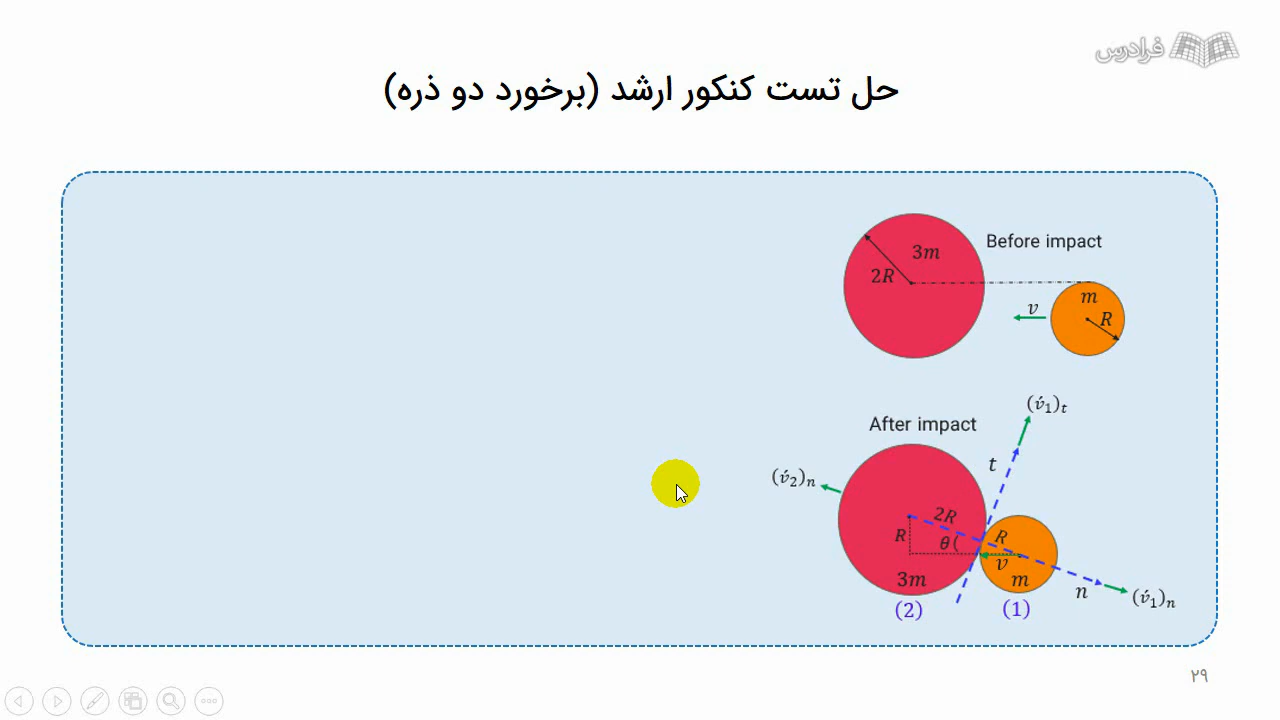 فرادرس
حل تست کنکور ارشد (برخورد دو ذره)
Before impact
3m
2R
m
R
v
After impact
(v́₁)ₜ
t
(v́₂)ₙ
2R
R
θ
R
v
3m
m
n
(v́₁)ₙ
(2)
(1)
۲۹